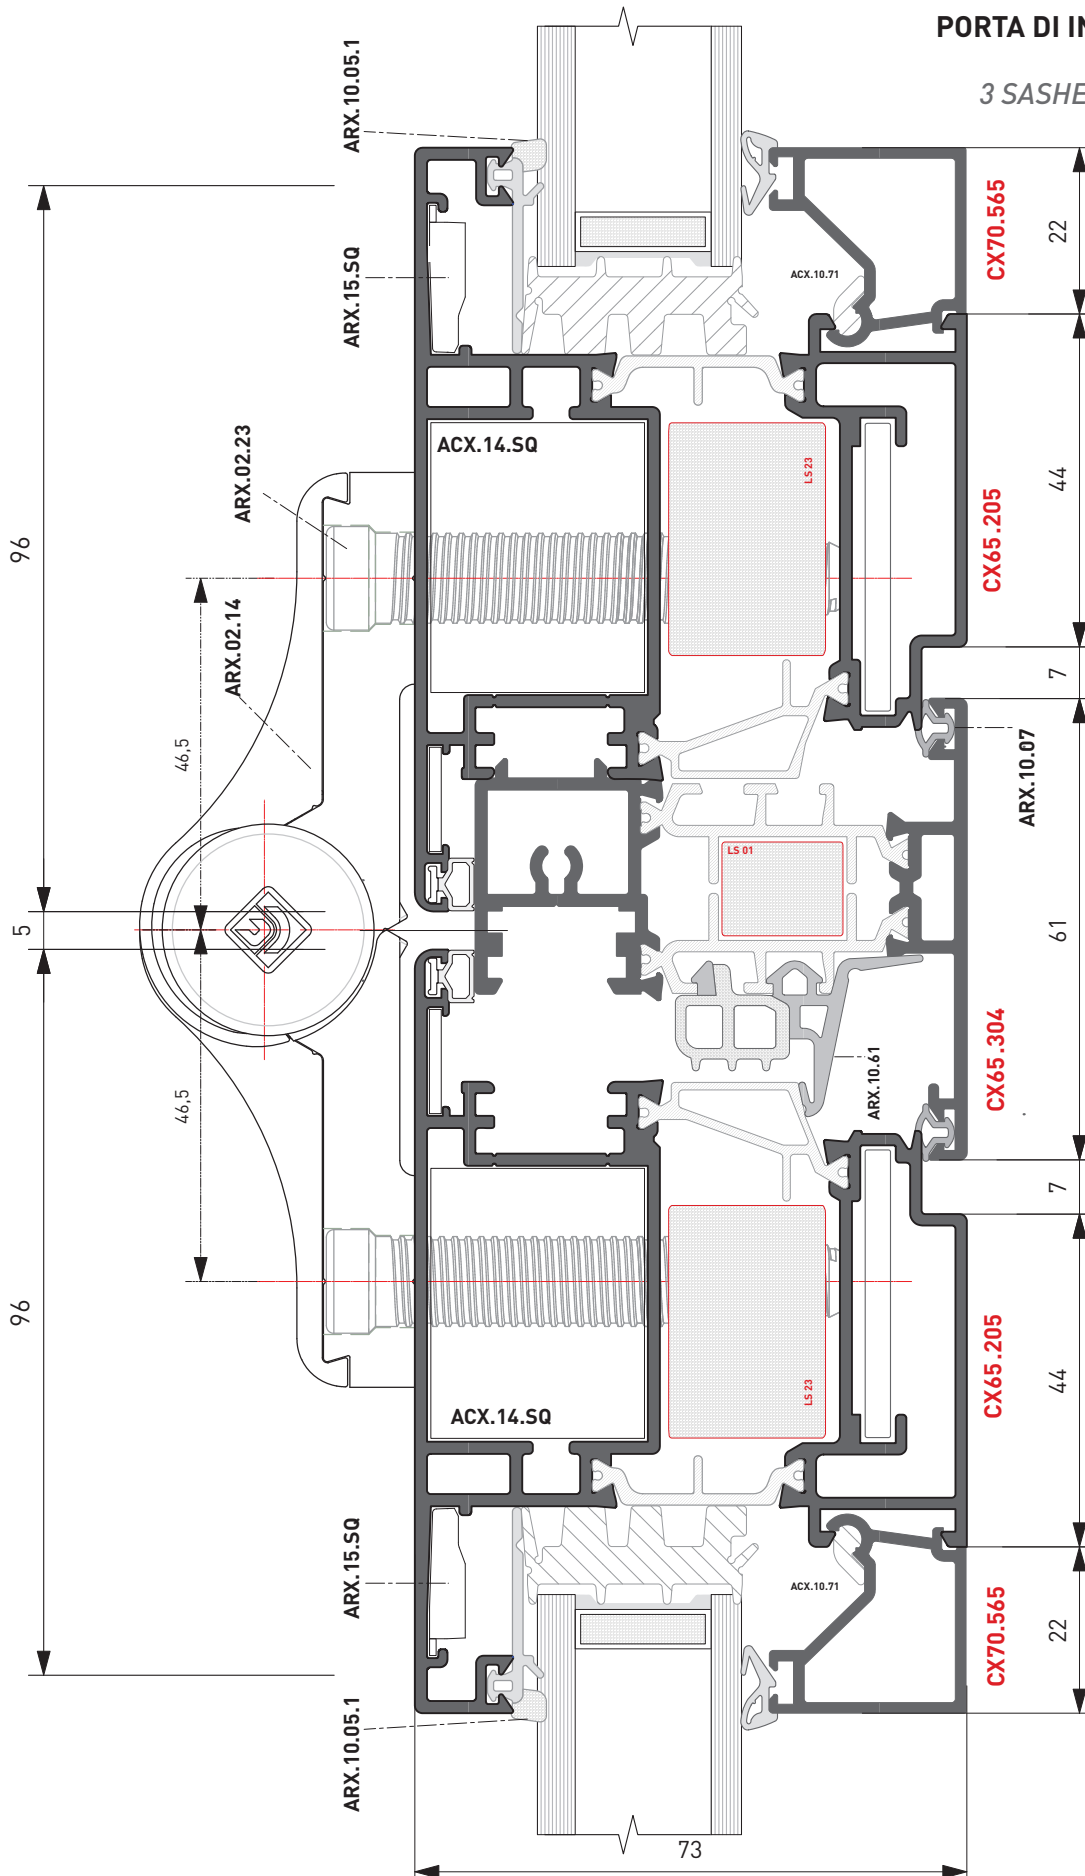 PORTA DI IN
3 SASHE
ARX.10.05.1
CX70.565
22
ARX.15.SQ
ACX.10.71
ACX.14.SQ
LS 23
ARX.02.23
44
CX65.205
96
ARX.02.14
7
46,5
ARX.10.07
LS 01
5
61
CX65.304
ARX.10.61
46,5
7
96
CX65.205
44
LS 23
ACX.14.SQ
ARX.15.SQ
ACX.10.71
CX70.565
22
ARX.10.05.1
73